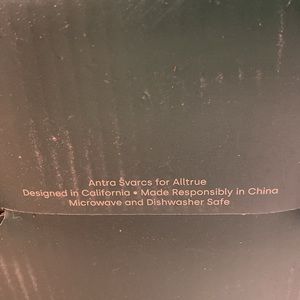 Antra Svarcs for Alltrue
Designed in California • Made Responsibly in China
Microwave and Dishwasher Safe